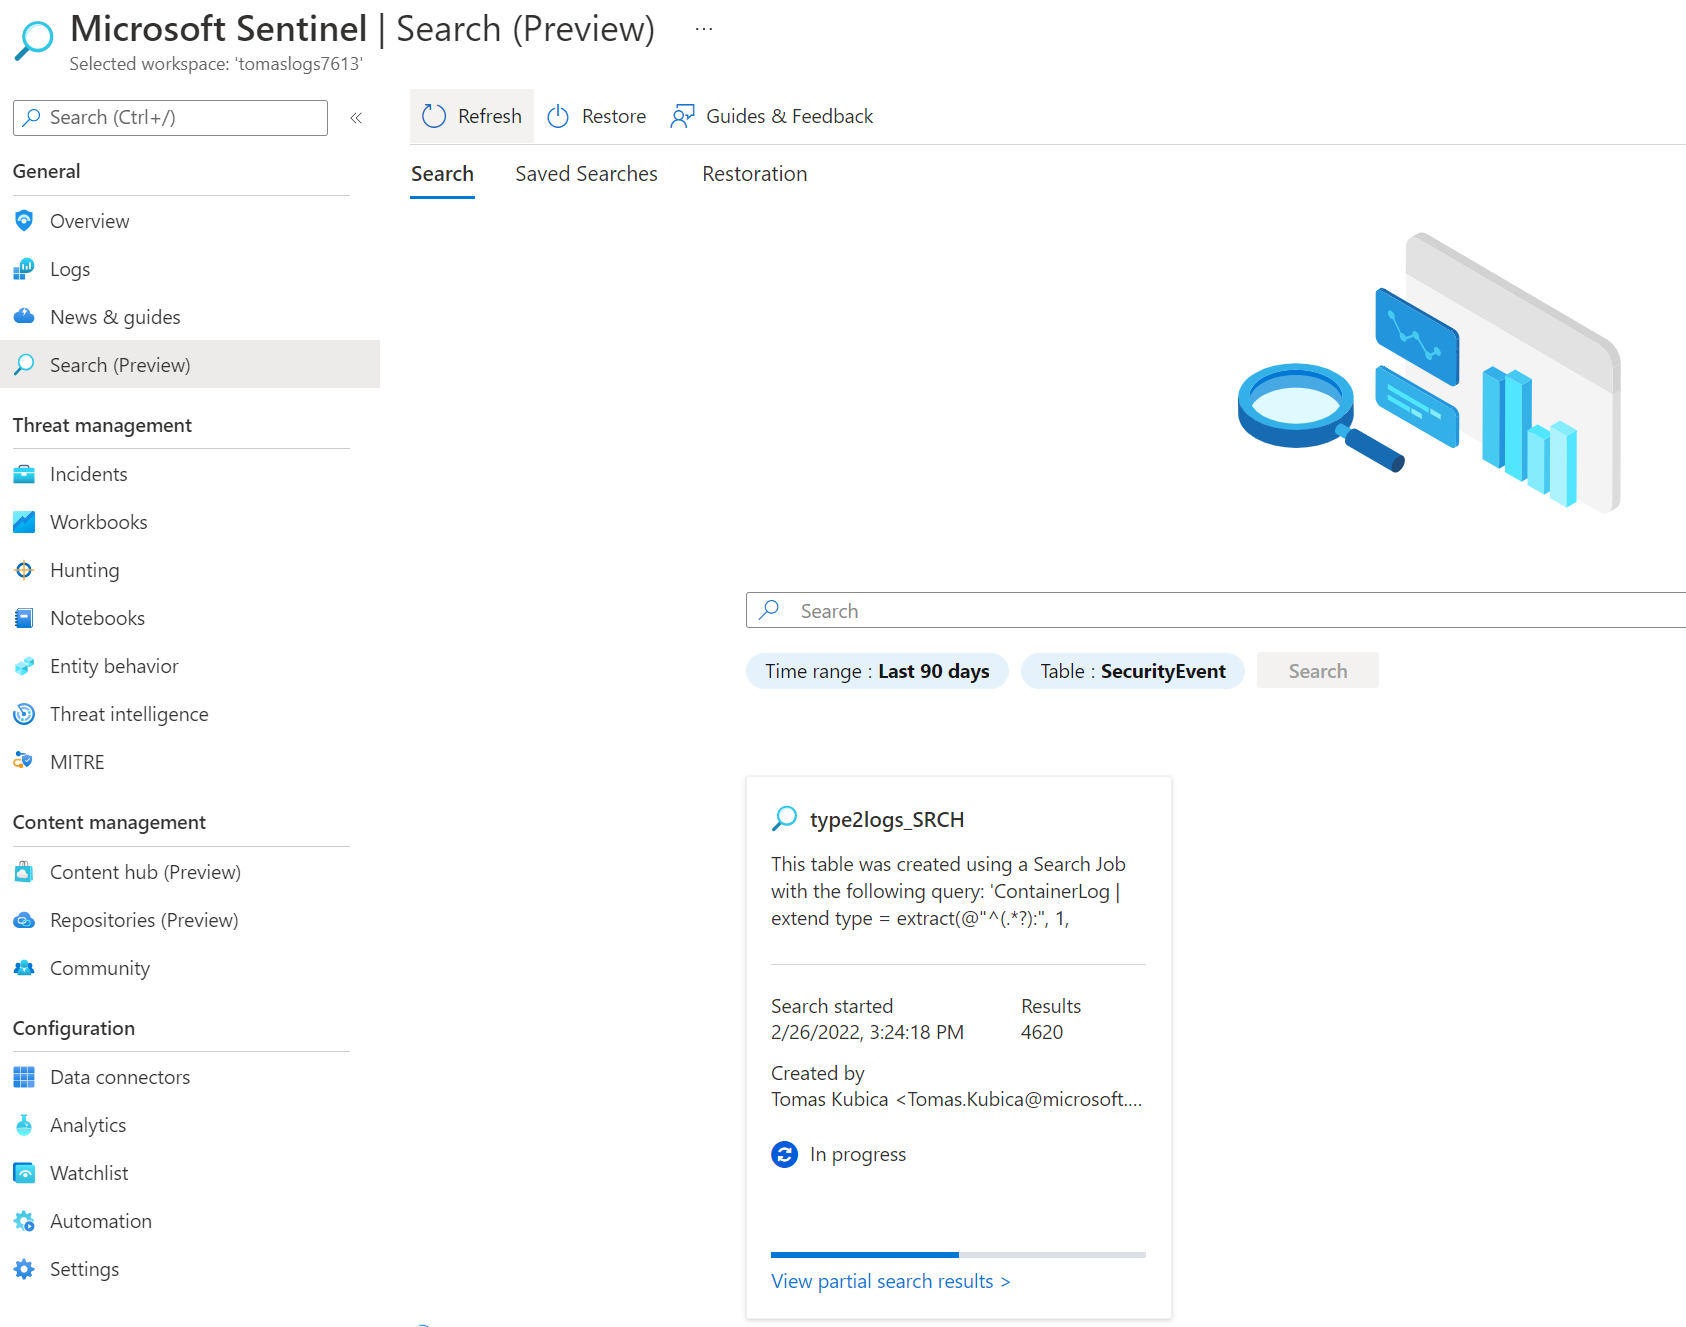 Microsoft Sentinel | Search (Preview) ...
Selected workspace: 'tomaslogs7613'
Search (Ctrl+/)
«
General
Overview
Logs
News & guides
Search (Preview)
Threat management
Incidents
Workbooks
Hunting
Notebooks
Entity behavior
Threat intelligence
MITRE
Content management
Content hub (Preview)
Repositories (Preview)
Community
Configuration
Data connectors
Analytics
Watchlist
Automation
Settings
Refresh Restore Guides & Feedback
Search Saved Searches Restoration
Search
Time range : Last 90 days Table : SecurityEvent Search
type2logs_SRCH
This table was created using a Search Job
with the following query: 'ContainerLog |
extend type = extract(@"^(.*?):", 1,
Search started Results
2/26/2022, 3:24:18 PM 4620
Created by
Tomas Kubica <Tomas.Kubica@microsoft....
In progress
View partial search results >